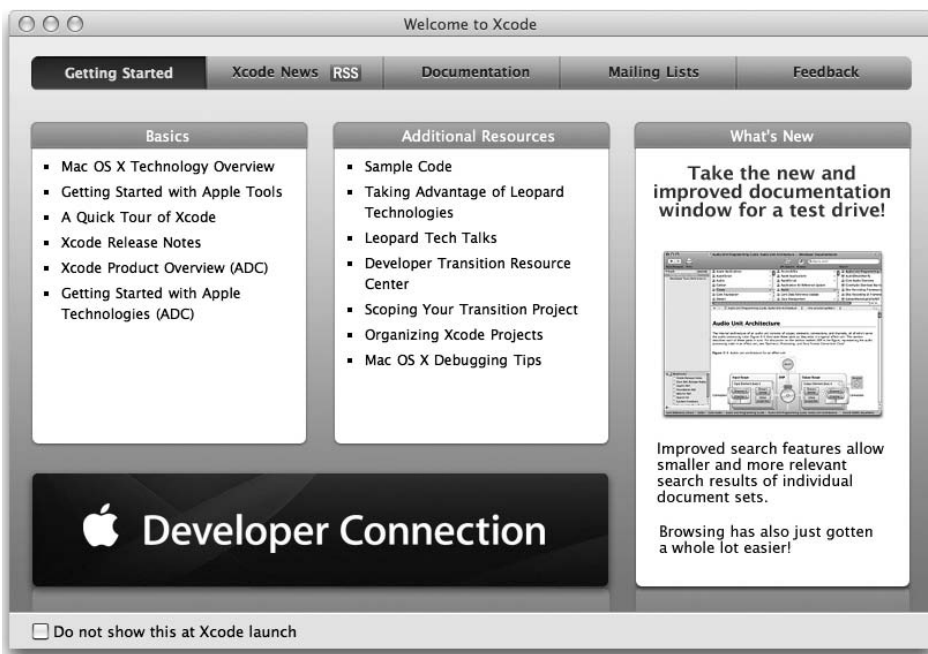 Welcome to Xcode
Getting Started
Xcode News RSS
Documentation
Mailing Lists
Feedback
Basics
▪ Mac OS X Technology Overview
▪ Getting Started with Apple Tools
▪ A Quick Tour of Xcode
▪ Xcode Release Notes
▪ Xcode Product Overview (ADC)
▪ Getting Started with Apple
Technologies (ADC)
Additional Resources
▪ Sample Code
▪ Taking Advantage of Leopard
Technologies
▪ Leopard Tech Talks
▪ Developer Transition Resource
Center
▪ Scoping Your Transition Project
▪ Organizing Xcode Projects
▪ Mac OS X Debugging Tips
What's New
Take the new and
improved documentation
window for a test drive!
Audio Unit Architecture
Improved search features allow
smaller and more relevant
search results of individual
document sets.
Browsing has also just gotten
a whole lot easier!
Developer Connection
Do not show this at Xcode launch